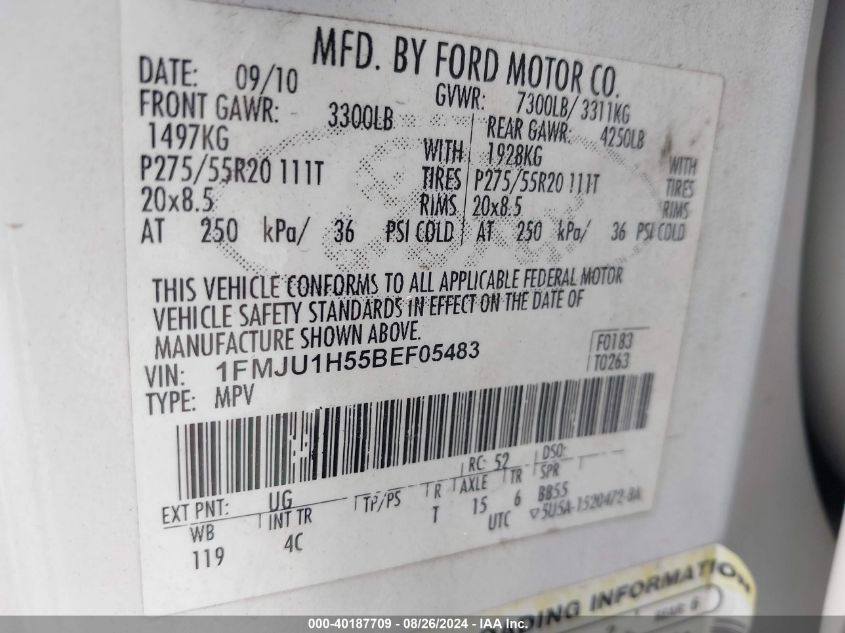 MFD. BY FORD MOTOR CO.
DATE: 09/10 GVWR: 7300LB/ 3311KG
FRONT GAWR: 3300LB REAR GAWR: 4250LB
1497KG WITH 1928KG WITH
P275/55R20 111T TIRES P275/55R20 111T TIRES
20x8.5 RIMS 20x8.5 RIMS
AT 250 kPa/ 36 PSI COLD AT 250 kPa/ 36 PSI COLD
THIS VEHICLE CONFORMS TO ALL APPLICABLE FEDERAL MOTOR
VEHICLE SAFETY STANDARDS IN EFFECT ON THE DATE OF
MANUFACTURE SHOWN ABOVE.
VIN: 1FMJU1H55BEF05483 F0183
TYPE: MPV T0263
EXT PNT: UG RC: 52 DSO:
WB INT TR TP/PS R AXLE TR SPR
119 4C T 15 6 BB55
UTC ▽5U5A-1520472-BA
ADING INFORMATION
000-40187709 - 08/26/2024 - IAA Inc.